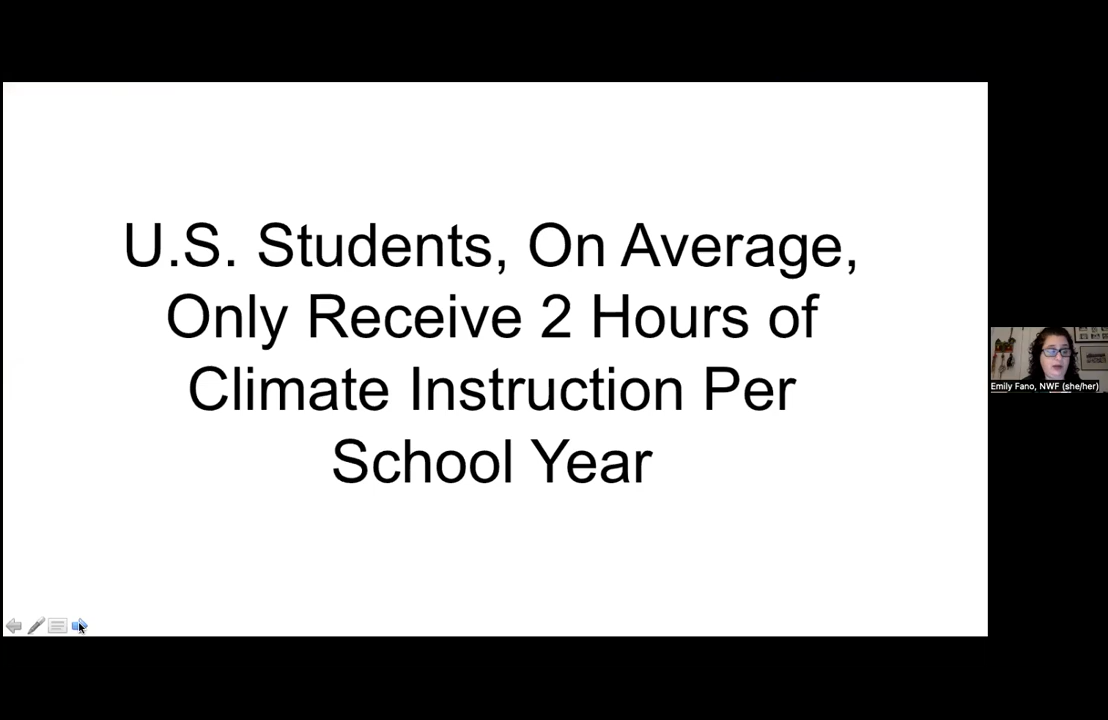 U.S. Students, On Average,
Only Receive 2 Hours of
Climate Instruction Per
School Year
Emily Fano, NWF (she/her)